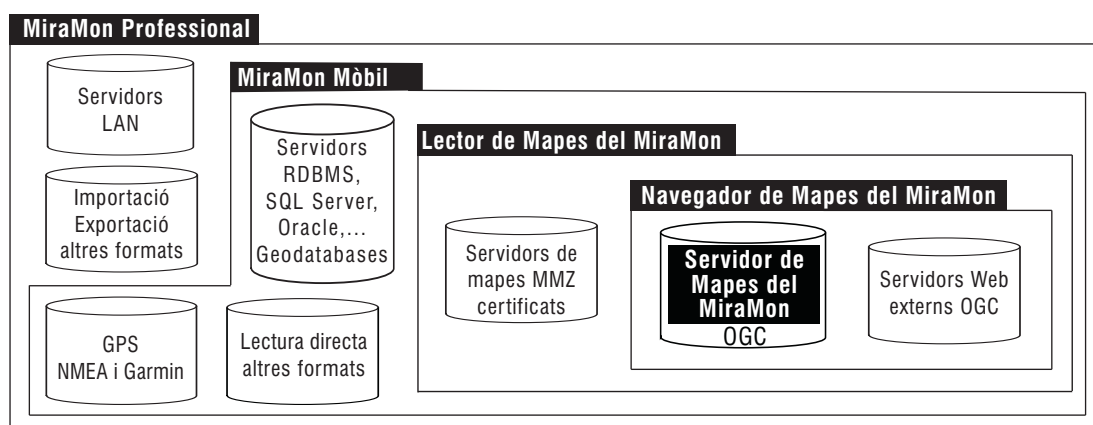 MiraMon Professional
Servidors
LAN
Importació
Exportació
altres formats
MiraMon Mòbil
Servidors
RDBMS,
SQL Server,
Oracle,...
Geodatabases
GPS
NMEA i Garmin
Lectura directa
altres formats
Lector de Mapes del MiraMon
Servidors de
mapes MMZ
certificats
Navegador de Mapes del MiraMon
Servidor de
Mapes del
MiraMon
OGC
Servidors Web
externs OGC